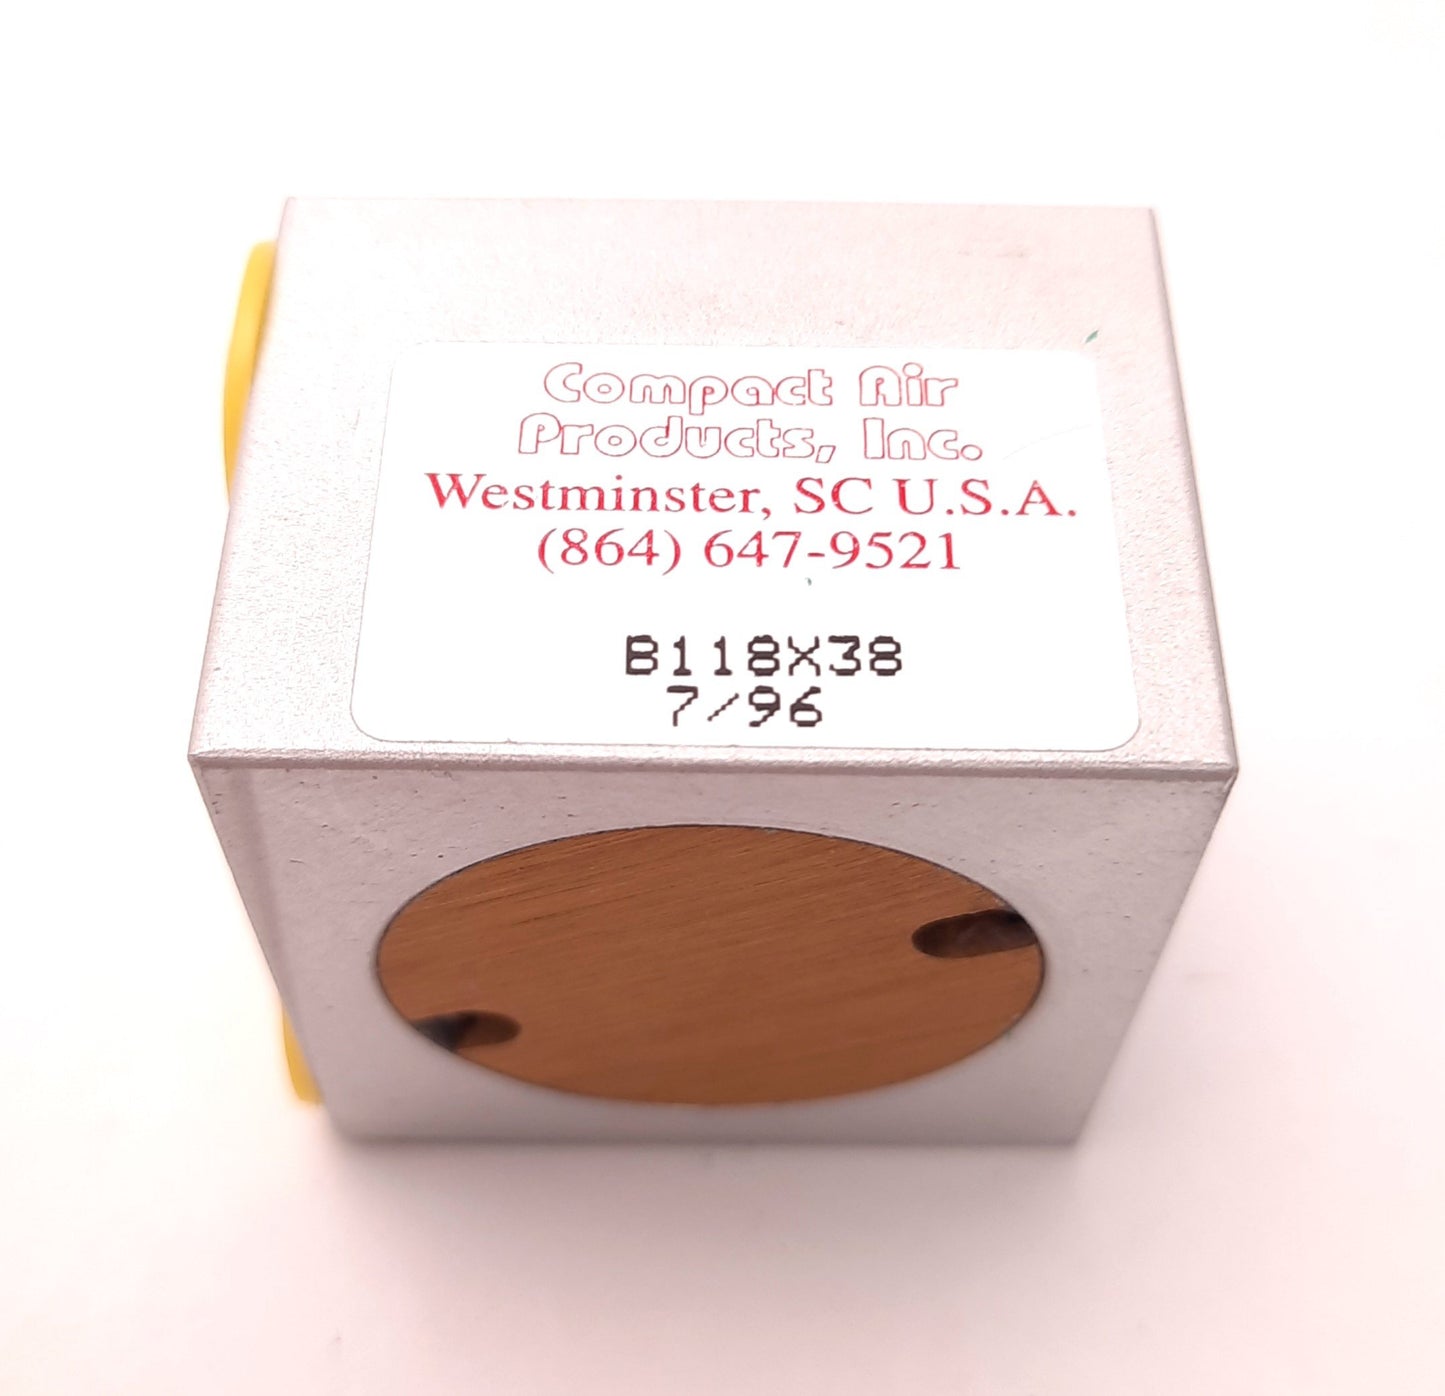 Compact Air
Products, Inc.
Westminster, SC U.S.A.
(864) 647-9521
B118X38
7/96